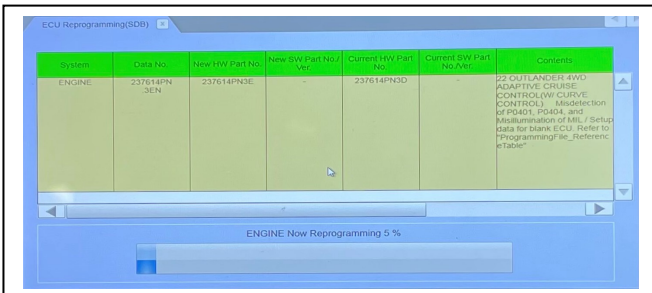 ECU Reprogramming(SDB)
System
Data No.
New HW Part No.
New SW Part No./
Ver.
Current HW Part
No.
Current SW Part
No./Ver.
Contents
ENGINE
237614PN
3EN
237614PN3E
-
237614PN3D
-
22 OUTLANDER 4WD
ADAPTIVE CRUISE
CONTROL(W/ CURVE
CONTROL) Misdetection
of P0401, P0404, and
Misillumination of MIL / Setup
data for blank ECU. Refer to
"ProgrammingFile_Referenc
eTable"
ENGINE Now Reprogramming 5 %